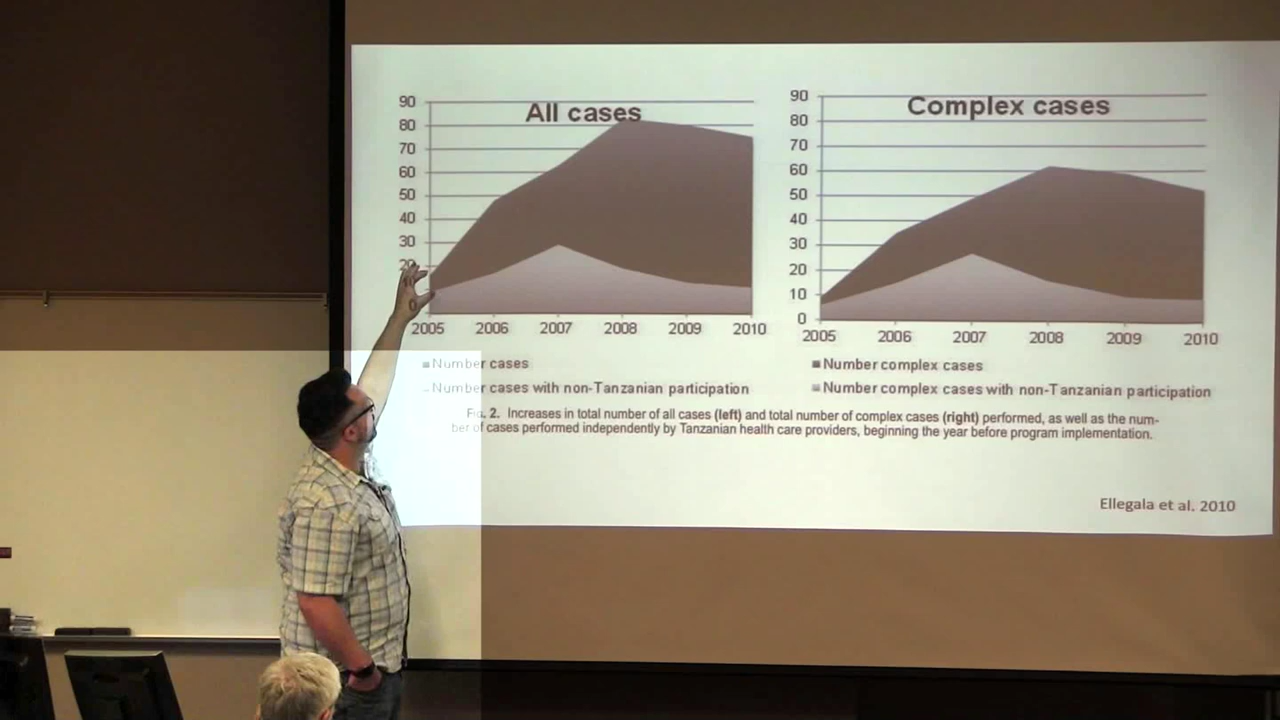 All cases
90
80
70
60
50
40
30
20
0
2005 2006 2007 2008 2009 2010
Number cases
Number cases with non-Tanzanian participation
Complex cases
90
80
70
60
50
40
30
20
10
0
2005 2006 2007 2008 2009 2010
Number complex cases
Number complex cases with non-Tanzanian participation
Fig. 2. Increases in total number of all cases (left) and total number of complex cases (right) performed, as well as the num-
ber of cases performed independently by Tanzanian health care providers, beginning the year before program implementation.
Ellegala et al. 2010